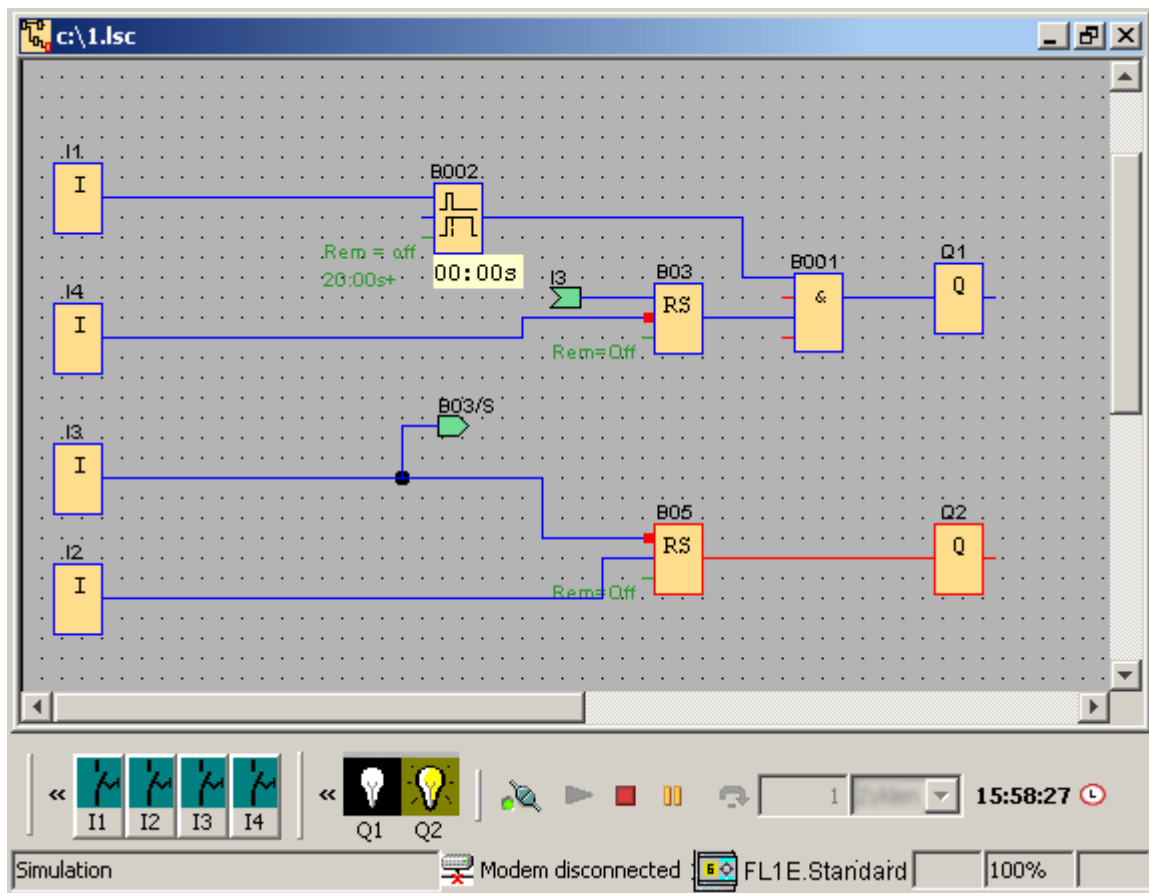 c:\1.lsc
I1
I
B002
Rem = off
20:00s+
00:00s
I3
B03
RS
Rem=Off
B001
&
Q1
Q
I4
I
B03/S
I3
I
B05
RS
Rem=Off
Q2
Q
I2
I
« I1 I2 I3 I4 « Q1 Q2 1 15:58:27
Simulation Modem disconnected FL1E.Standard 100%